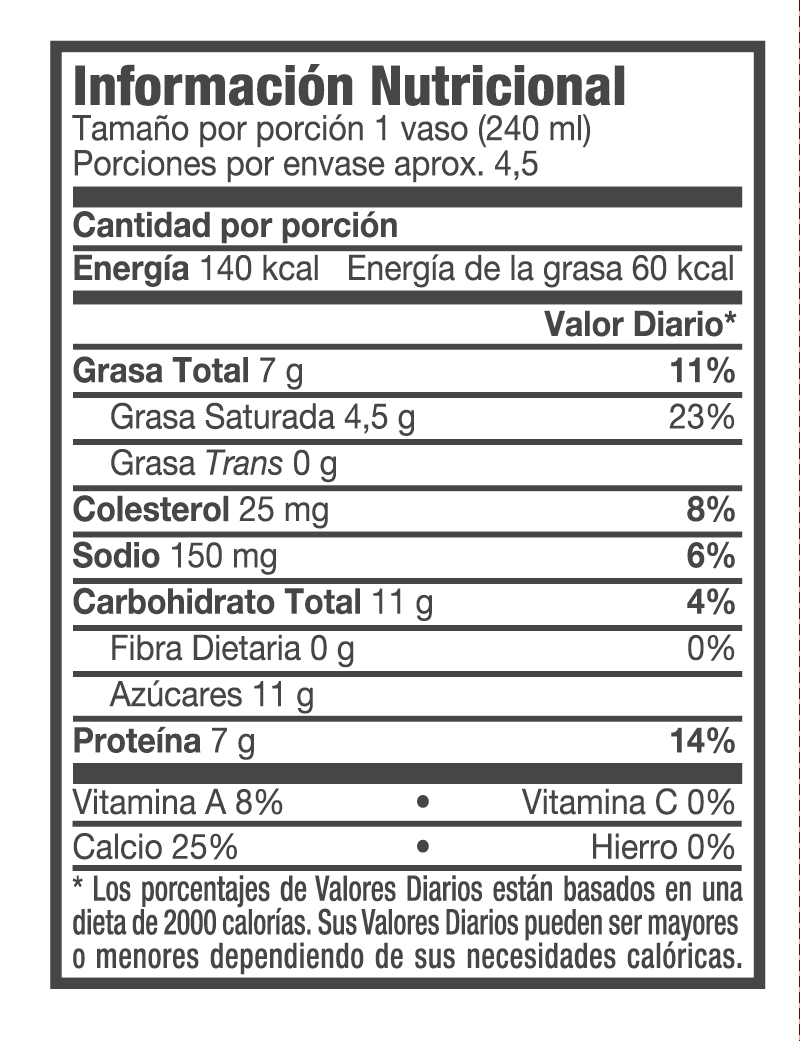 Información Nutricional
Tamaño por porción 1 vaso (240 ml)
Porciones por envase aprox. 4,5
Cantidad por porción
Energía 140 kcal Energía de la grasa 60 kcal
Valor Diario*
Grasa Total 7 g 11%
Grasa Saturada 4,5 g 23%
Grasa Trans 0 g
Colesterol 25 mg 8%
Sodio 150 mg 6%
Carbohidrato Total 11 g 4%
Fibra Dietaria 0 g 0%
Azúcares 11 g
Proteína 7 g 14%
Vitamina A 8% • Vitamina C 0%
Calcio 25% • Hierro 0%
* Los porcentajes de Valores Diarios están basados en una
dieta de 2000 calorías. Sus Valores Diarios pueden ser mayores
o menores dependiendo de sus necesidades calóricas.